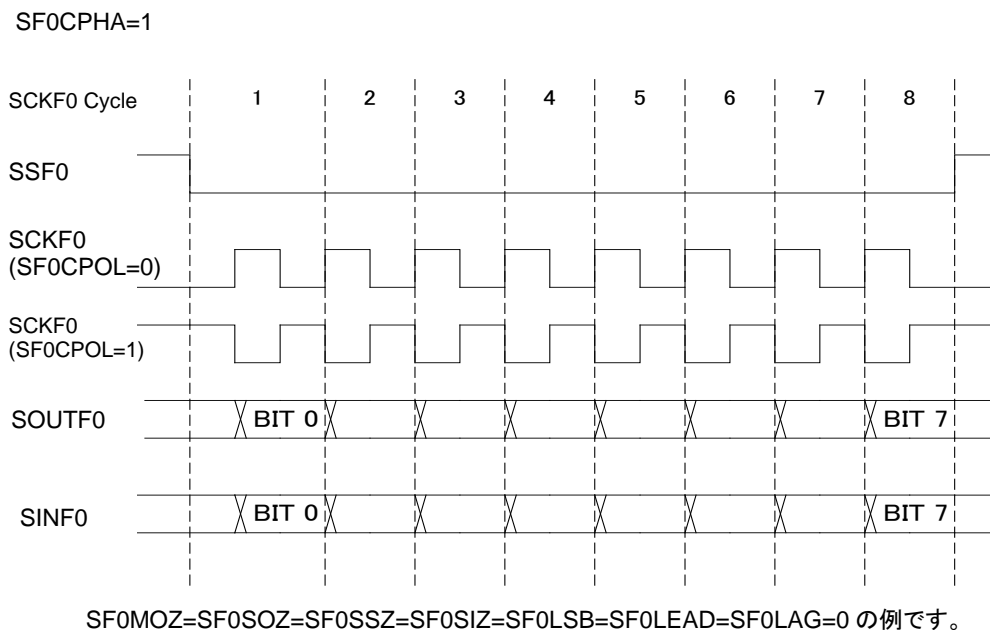 SF0CPHA=1
SCKF0 Cycle 1 2 3 4 5 6 7 8
SSF0
SCKF0
(SF0CPOL=0)
SCKF0
(SF0CPOL=1)
SOUTF0 BIT 0 BIT 7
SINF0 BIT 0 BIT 7
SF0MOZ=SF0SOZ=SF0SSZ=SF0SIZ=SF0LSB=SF0LEAD=SF0LAG=0 の例です。